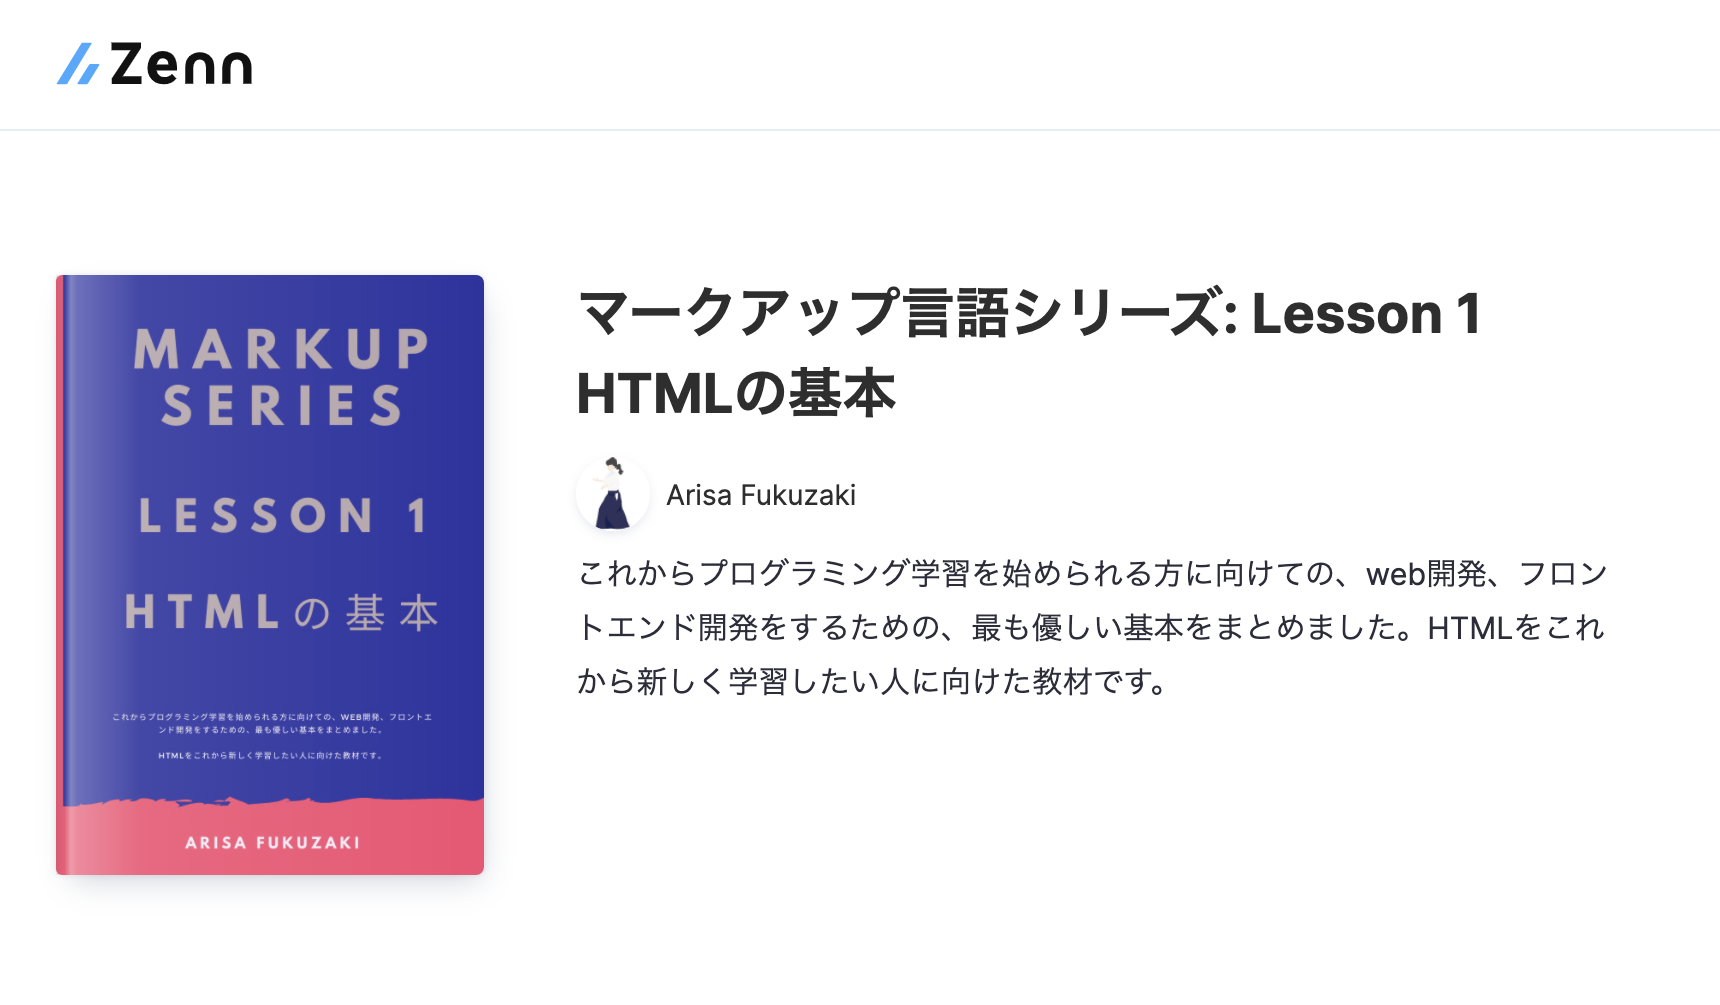 Zenn
MARKUP
SERIES
LESSON 1
HTMLの基本
これからプログラミング学習を始められる方に向けての、WEB開発、フロントエ
ンド開発をするための、最も優しい基本をまとめました。
HTMLをこれから新しく学習したい人に向けた教材です。
ARISA FUKUZAKI
マークアップ言語シリーズ: Lesson 1
HTMLの基本
Arisa Fukuzaki
これからプログラミング学習を始められる方に向けての、web開発、フロン
トエンド開発をするための、最も優しい基本をまとめました。HTMLをこれ
から新しく学習したい人に向けた教材です。